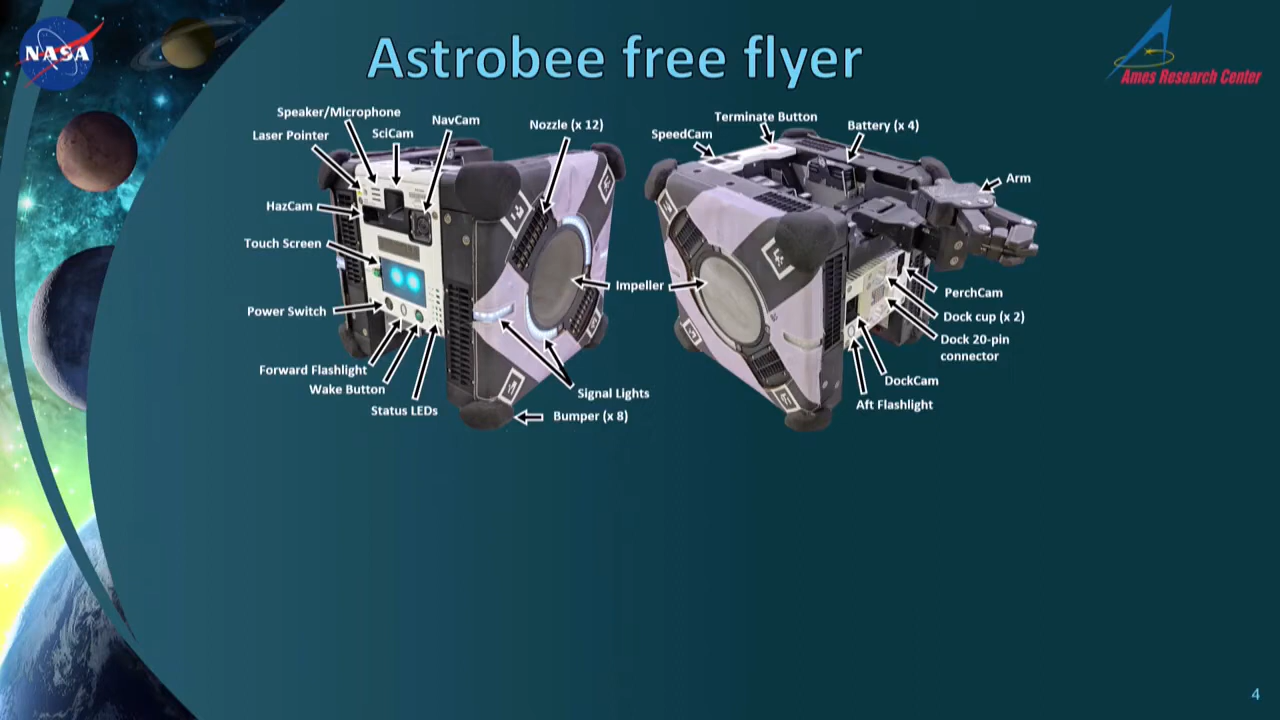 NASA
Astrobee free flyer
Ames Research Center
Speaker/Microphone
Laser Pointer
SciCam
NavCam
Nozzle (x 12)
HazCam
Touch Screen
Power Switch
Forward Flashlight
Wake Button
Status LEDs
Signal Lights
Bumper (x 8)
Impeller
SpeedCam
Terminate Button
Battery (x 4)
Arm
PerchCam
Dock cup (x 2)
Dock 20-pin
connector
DockCam
Aft Flashlight
4